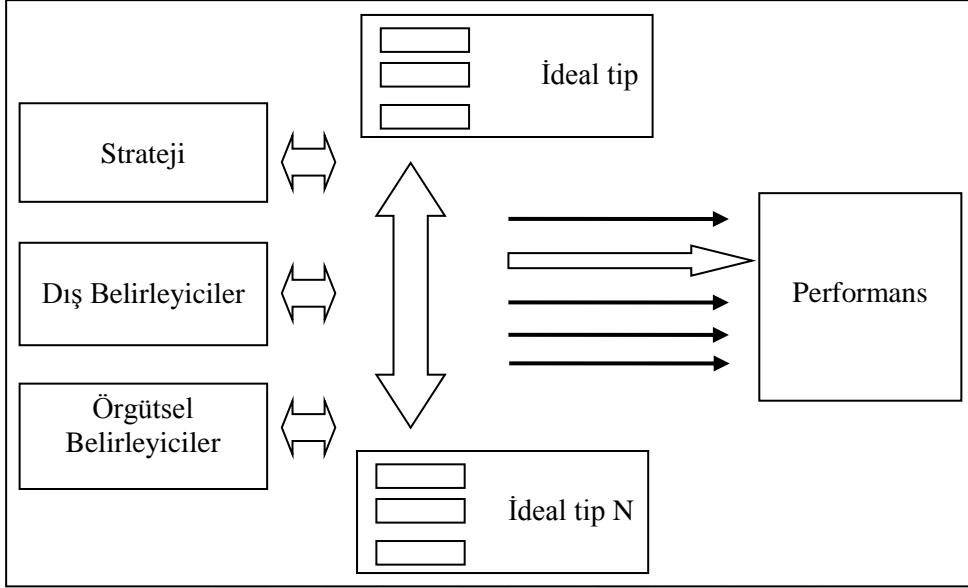 İdeal tip
Strateji
Dış Belirleyiciler
Performans
Örgütsel
Belirleyiciler
İdeal tip N